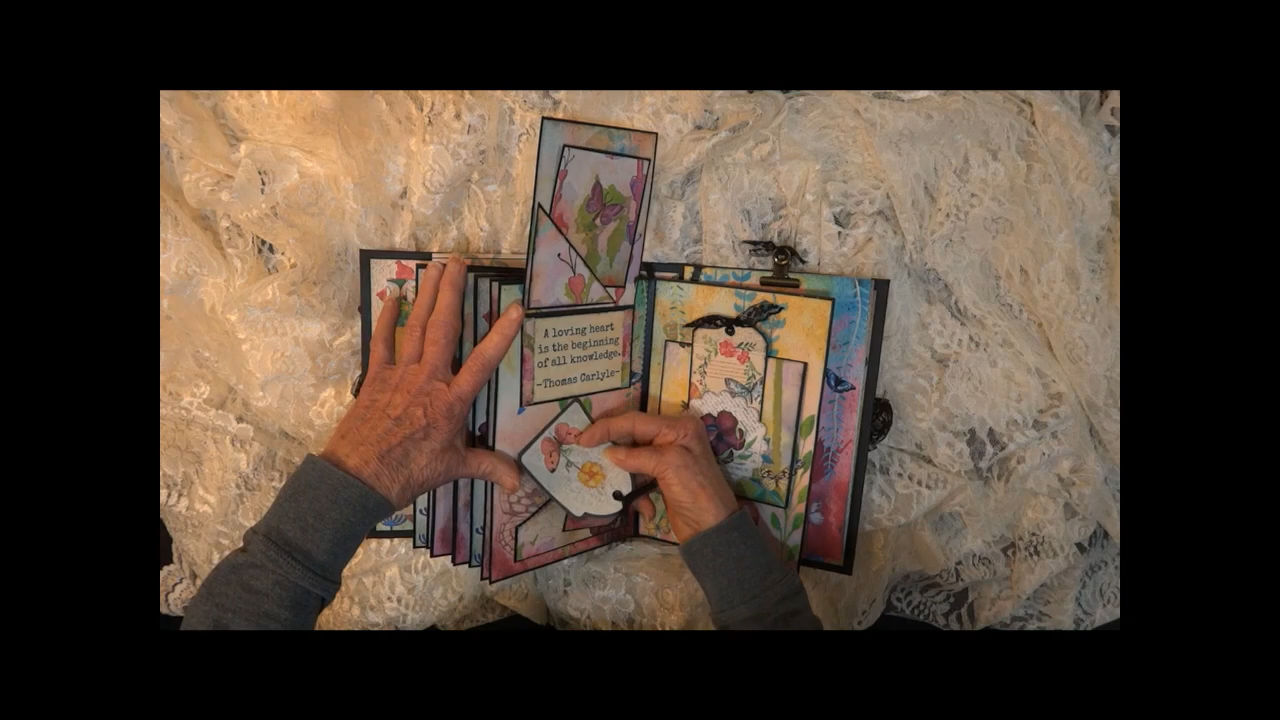 A loving heart
is the beginning
of all knowledge.
-Thomas Carlyle-